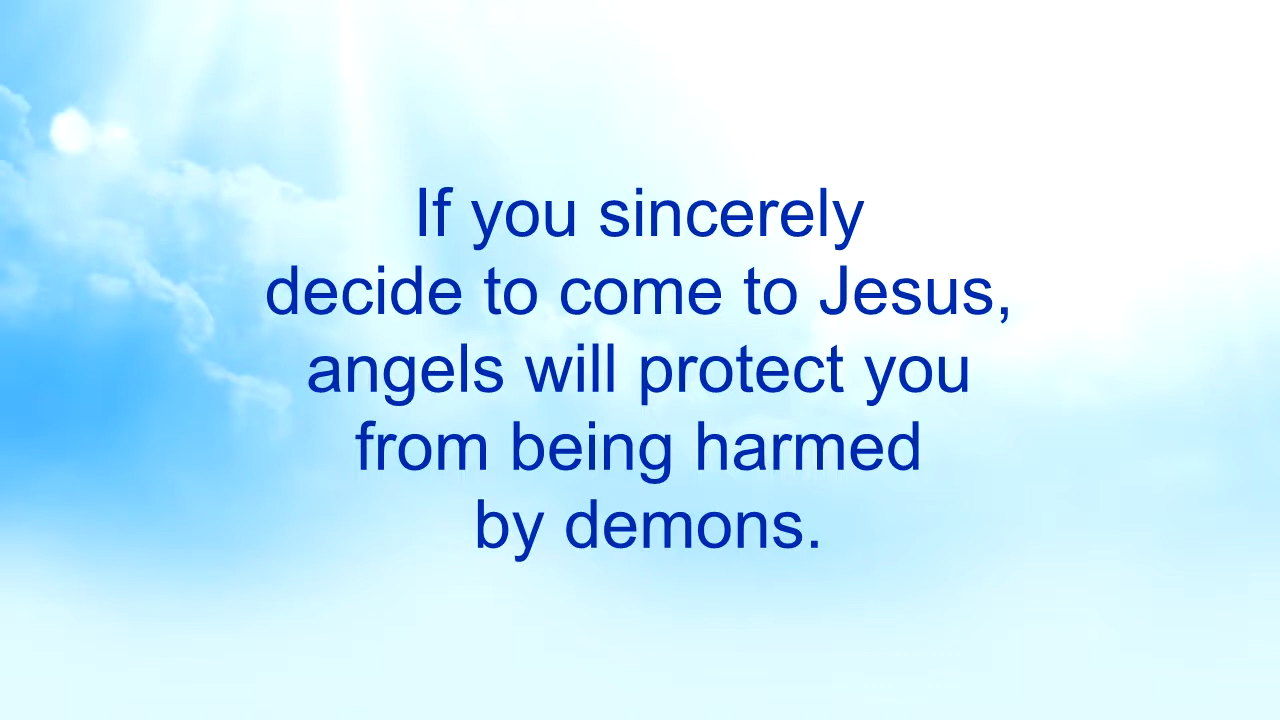 If you sincerely
decide to come to Jesus,
angels will protect you
from being harmed
by demons.